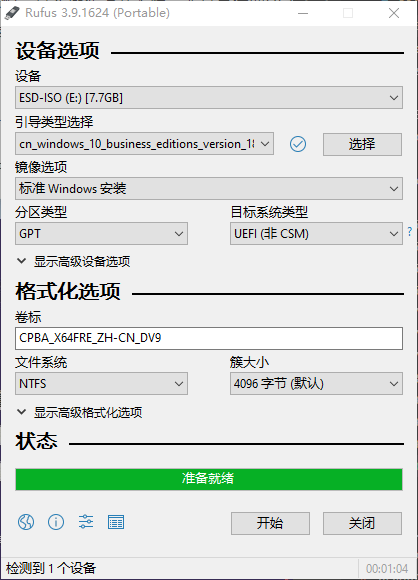 Rufus 3.9.1624 (Portable)
设备选项
设备
ESD-ISO (E:) [7.7GB]
引导类型选择
cn_windows_10_business_editions_version_18
选择
镜像选项
标准 Windows 安装
分区类型
目标系统类型
GPT
UEFI (非 CSM)
?
显示高级设备选项
格式化选项
卷标
CPBA_X64FRE_ZH-CN_DV9
文件系统
簇大小
NTFS
4096 字节 (默认)
显示高级格式化选项
状态
准备就绪
开始
关闭
检测到 1 个设备
00:01:04